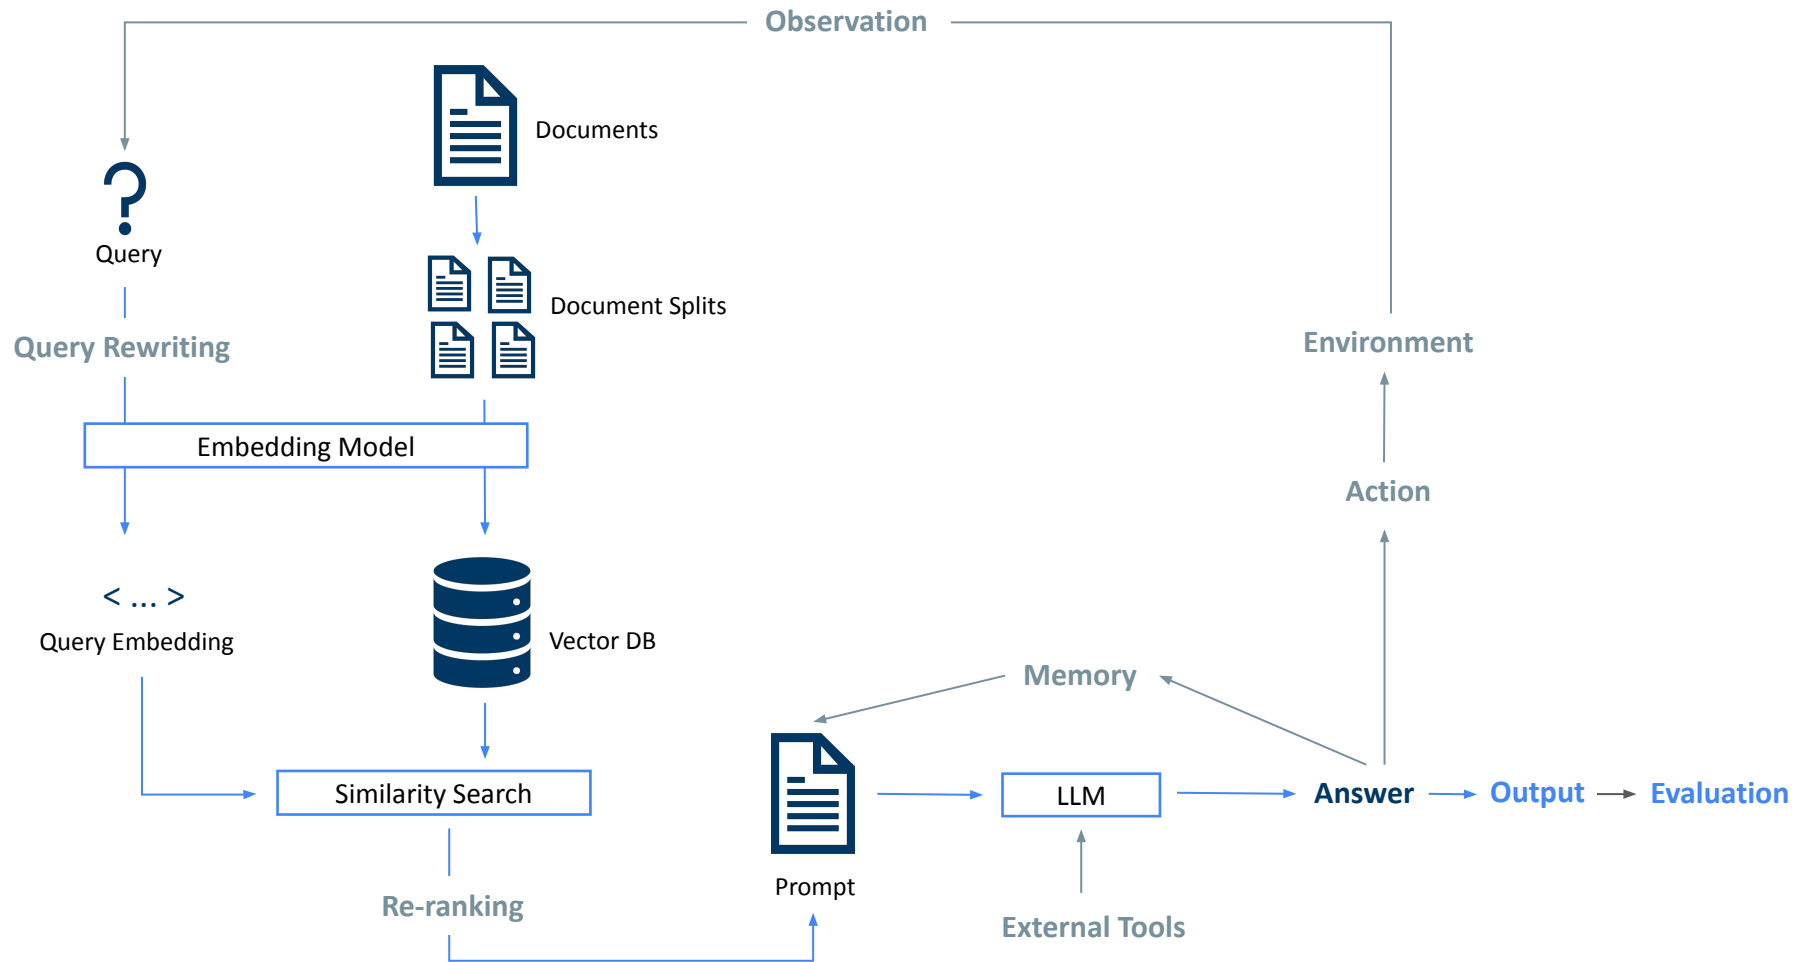 Observation
Documents
Query
Document Splits
Query Rewriting
Environment
Embedding Model
Action
< ... >
Query Embedding
Vector DB
Memory
Similarity Search
LLM
Answer
Output
Evaluation
Prompt
Re-ranking
External Tools